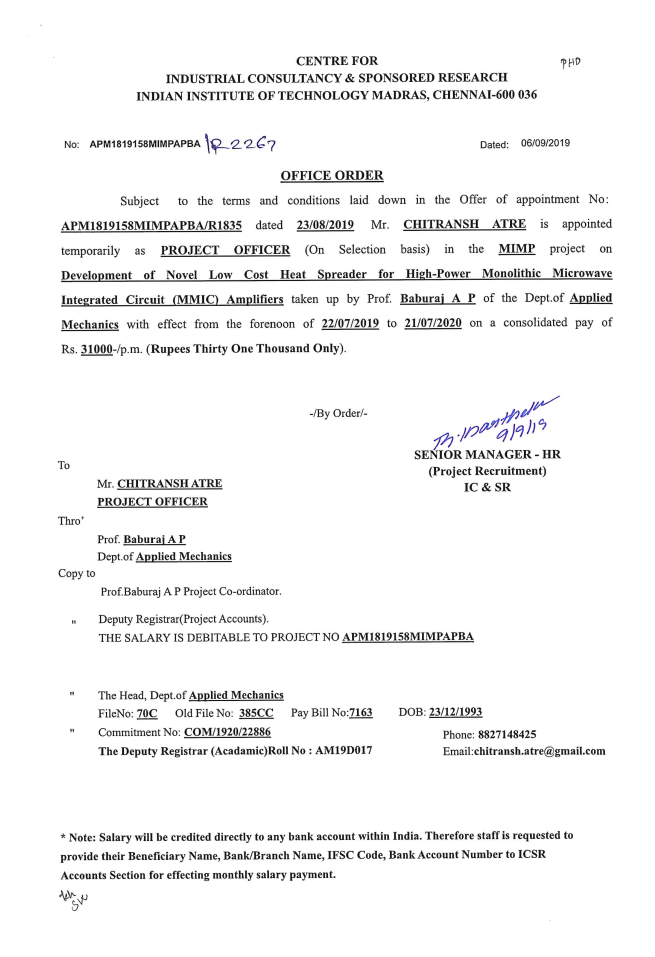 CENTRE FOR
PHD
INDUSTRIAL CONSULTANCY & SPONSORED RESEARCH
INDIAN INSTITUTE OF TECHNOLOGY MADRAS, CHENNAI-600 036
No: APM1819158MIMPAPBA /R 2267 Dated: 06/09/2019
OFFICE ORDER
Subject to the terms and conditions laid down in the Offer of appointment No:
APM1819158MIMPAPBA/R1835 dated 23/08/2019 Mr. CHITRANSH ATRE is appointed
temporarily as PROJECT OFFICER (On Selection basis) in the MIMP project on
Development of Novel Low Cost Heat Spreader for High-Power Monolithic Microwave
Integrated Circuit (MMIC) Amplifiers taken up by Prof. Baburaj A P of the Dept.of Applied
Mechanics with effect from the forenoon of 22/07/2019 to 21/07/2020 on a consolidated pay of
Rs. 31000-/p.m. (Rupees Thirty One Thousand Only).
-/By Order/-
9/9/19
SENIOR MANAGER - HR
(Project Recruitment)
IC & SR
To
Mr. CHITRANSH ATRE
PROJECT OFFICER
Thro'
Prof. Baburaj A P
Dept.of Applied Mechanics
Copy to
Prof.Baburaj A P Project Co-ordinator.
" Deputy Registrar(Project Accounts).
THE SALARY IS DEBITABLE TO PROJECT NO APM1819158MIMPAPBA
" The Head, Dept.of Applied Mechanics
FileNo: 70C Old File No: 385CC Pay Bill No:7163 DOB: 23/12/1993
" Commitment No: COM/1920/22886 Phone: 8827148425
The Deputy Registrar (Acadamic)Roll No : AM19D017 Email:chitransh.atre@gmail.com
* Note: Salary will be credited directly to any bank account within India. Therefore staff is requested to
provide their Beneficiary Name, Bank/Branch Name, IFSC Code, Bank Account Number to ICSR
Accounts Section for effecting monthly salary payment.